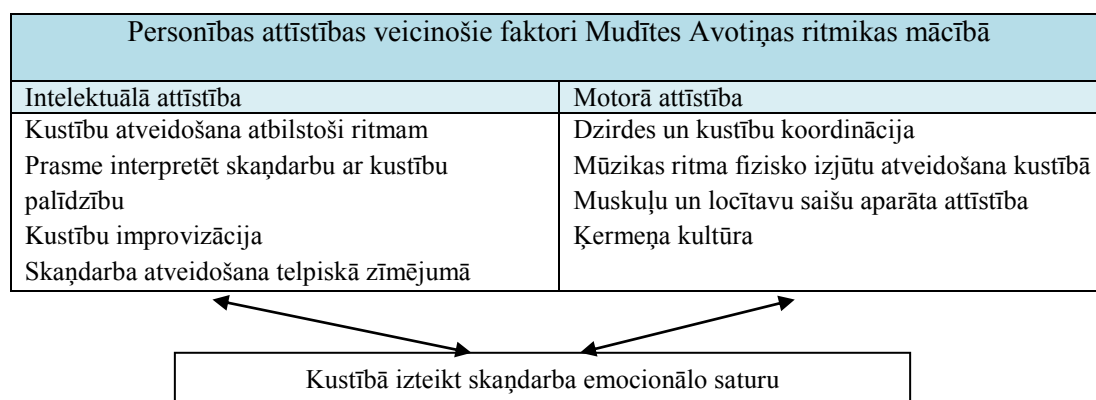 Personības attīstības veicinošie faktori Mudītes Avotiņas ritmikas mācībā
Intelektuālā attīstība
Kustību atveidošana atbilstoši ritmam
Prasme interpretēt skaņdarbu ar kustību
palīdzību
Kustību improvizācija
Skaņdarba atveidošana telpiskā zīmējumā
Motorā attīstība
Dzirdes un kustību koordinācija
Mūzikas ritma fizisko izjūtu atveidošana kustībā
Muskuļu un locītavu saišu aparāta attīstība
Ķermeņa kultūra
Kustībā izteikt skaņdarba emocionālo saturu